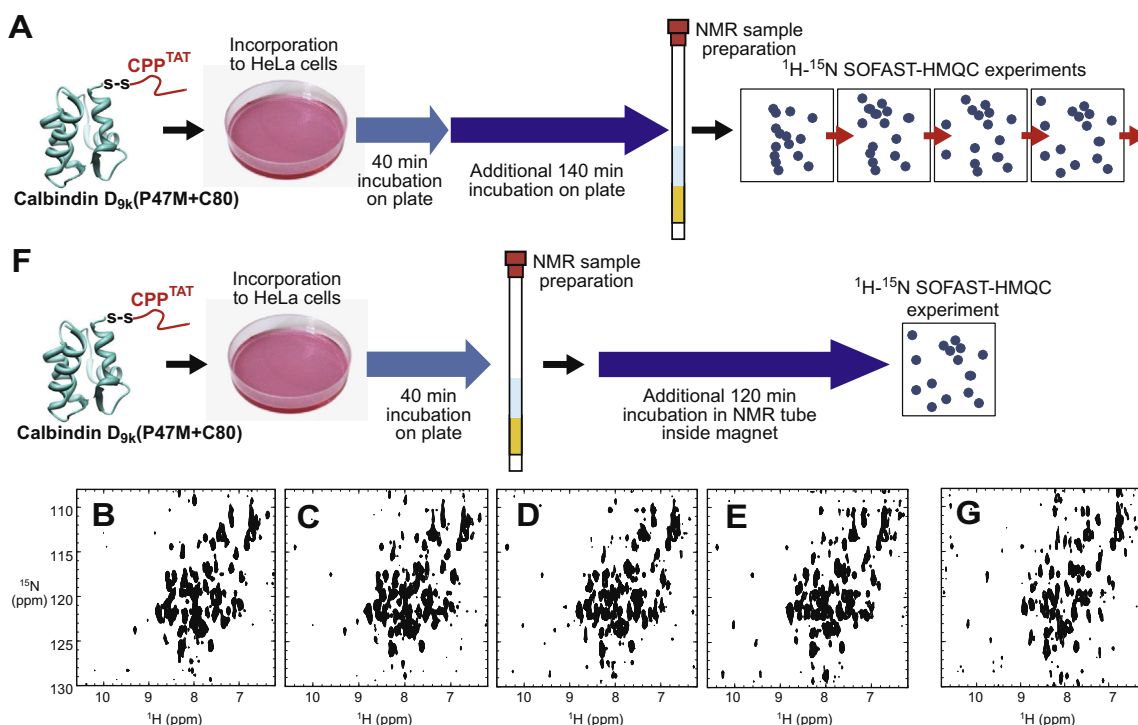 A
CPP^TAT
S-S
Calbindin D9k(P47M+C80)
Incorporation
to HeLa cells
40 min
incubation
on plate
Additional 140 min
incubation on plate
NMR sample
preparation
¹H-¹⁵N SOFAST-HMQC experiments
F
CPP^TAT
S-S
Calbindin D9k(P47M+C80)
Incorporation
to HeLa cells
40 min
incubation
on plate
NMR sample
preparation
Additional 120 min
incubation in NMR tube
inside magnet
¹H-¹⁵N SOFAST-HMQC
experiment
B
C
D
E
G
110
115
120
125
130
¹⁵N
(ppm)
10 9 8 7
10 9 8 7
10 9 8 7
10 9 8 7
10 9 8 7
¹H (ppm)
¹H (ppm)
¹H (ppm)
¹H (ppm)
¹H (ppm)